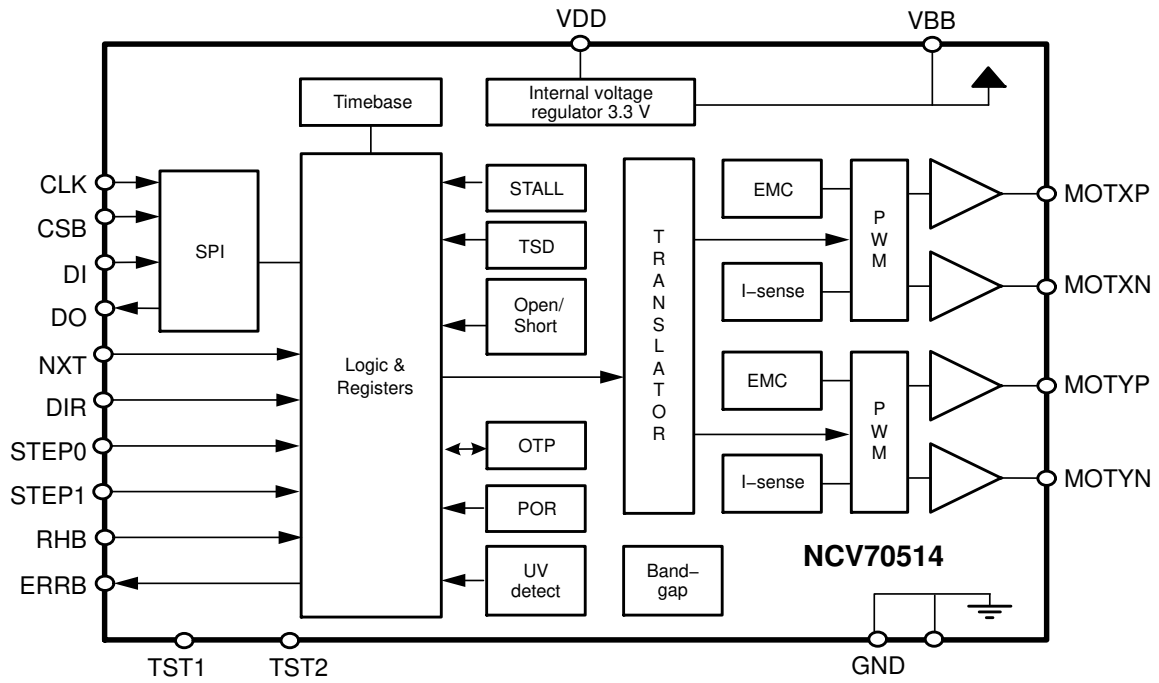 VDD
VBB
Timebase
Internal voltage
regulator 3.3 V
CLK
CSB
DI
DO
NXT
DIR
STEP0
STEP1
RHB
ERRB
SPI
Logic &
Registers
STALL
TSD
Open/
Short
OTP
POR
UV
detect
T
R
A
N
S
L
A
T
O
R
Band–
gap
EMC
I–sense
P
W
M
EMC
I–sense
P
W
M
MOTXP
MOTXN
MOTYP
MOTYN
NCV70514
TST1
TST2
GND